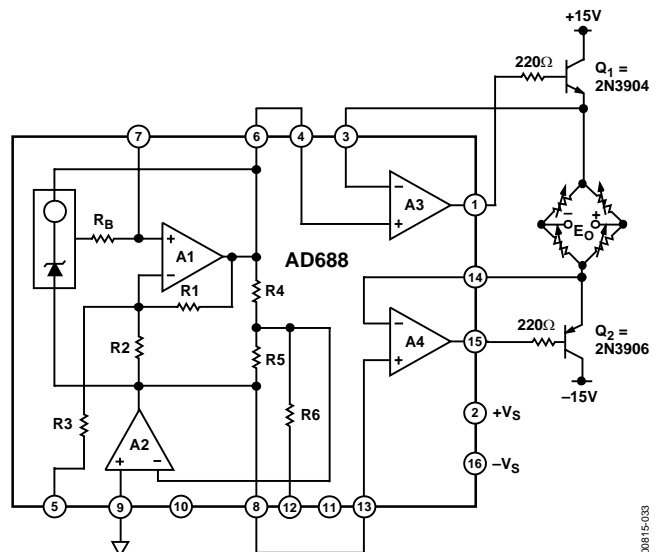 +15V
220Ω
Q1 =
2N3904
7
6
4
3
–
A3
+
1
RB
+
A1
–
AD688
R1
R4
– +
EO
14
R2
R5
–
A4
+
15
220Ω
Q2 =
2N3906
–15V
R3
A2
+ –
R6
2
+VS
16
–VS
5
9
10
8
12
11
13
00815-033